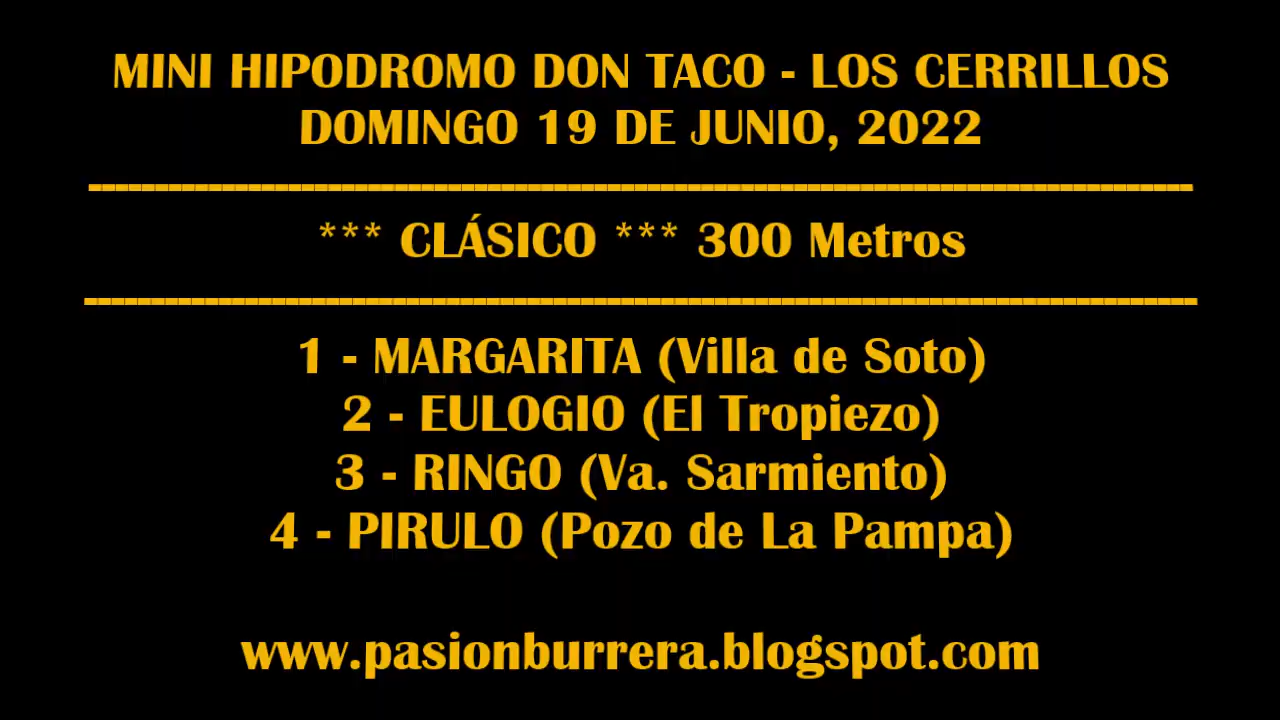 MINI HIPODROMO DON TACO - LOS CERRILLOS
DOMINGO 19 DE JUNIO, 2022
*** CLÁSICO *** 300 Metros
1 - MARGARITA (Villa de Soto)
2 - EULOGIO (El Tropiezo)
3 - RINGO (Va. Sarmiento)
4 - PIRULO (Pozo de La Pampa)
www.pasionburrera.blogspot.com